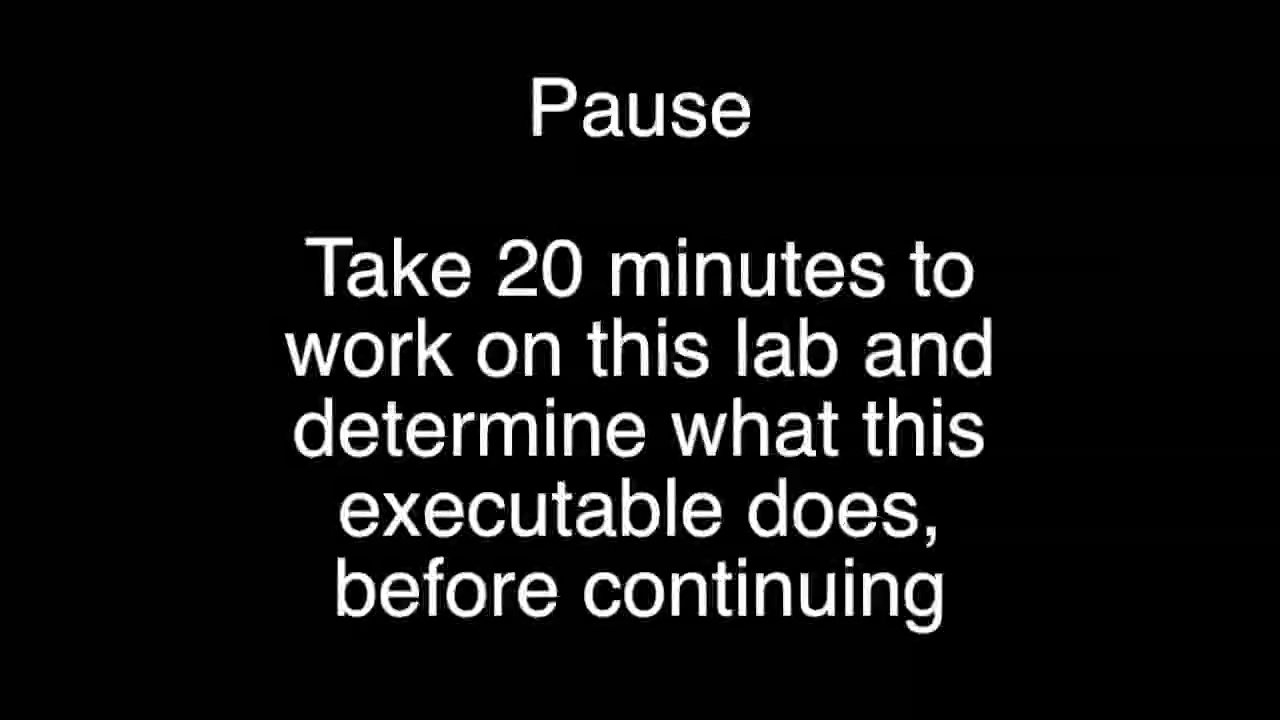 Pause
Take 20 minutes to
work on this lab and
determine what this
executable does,
before continuing